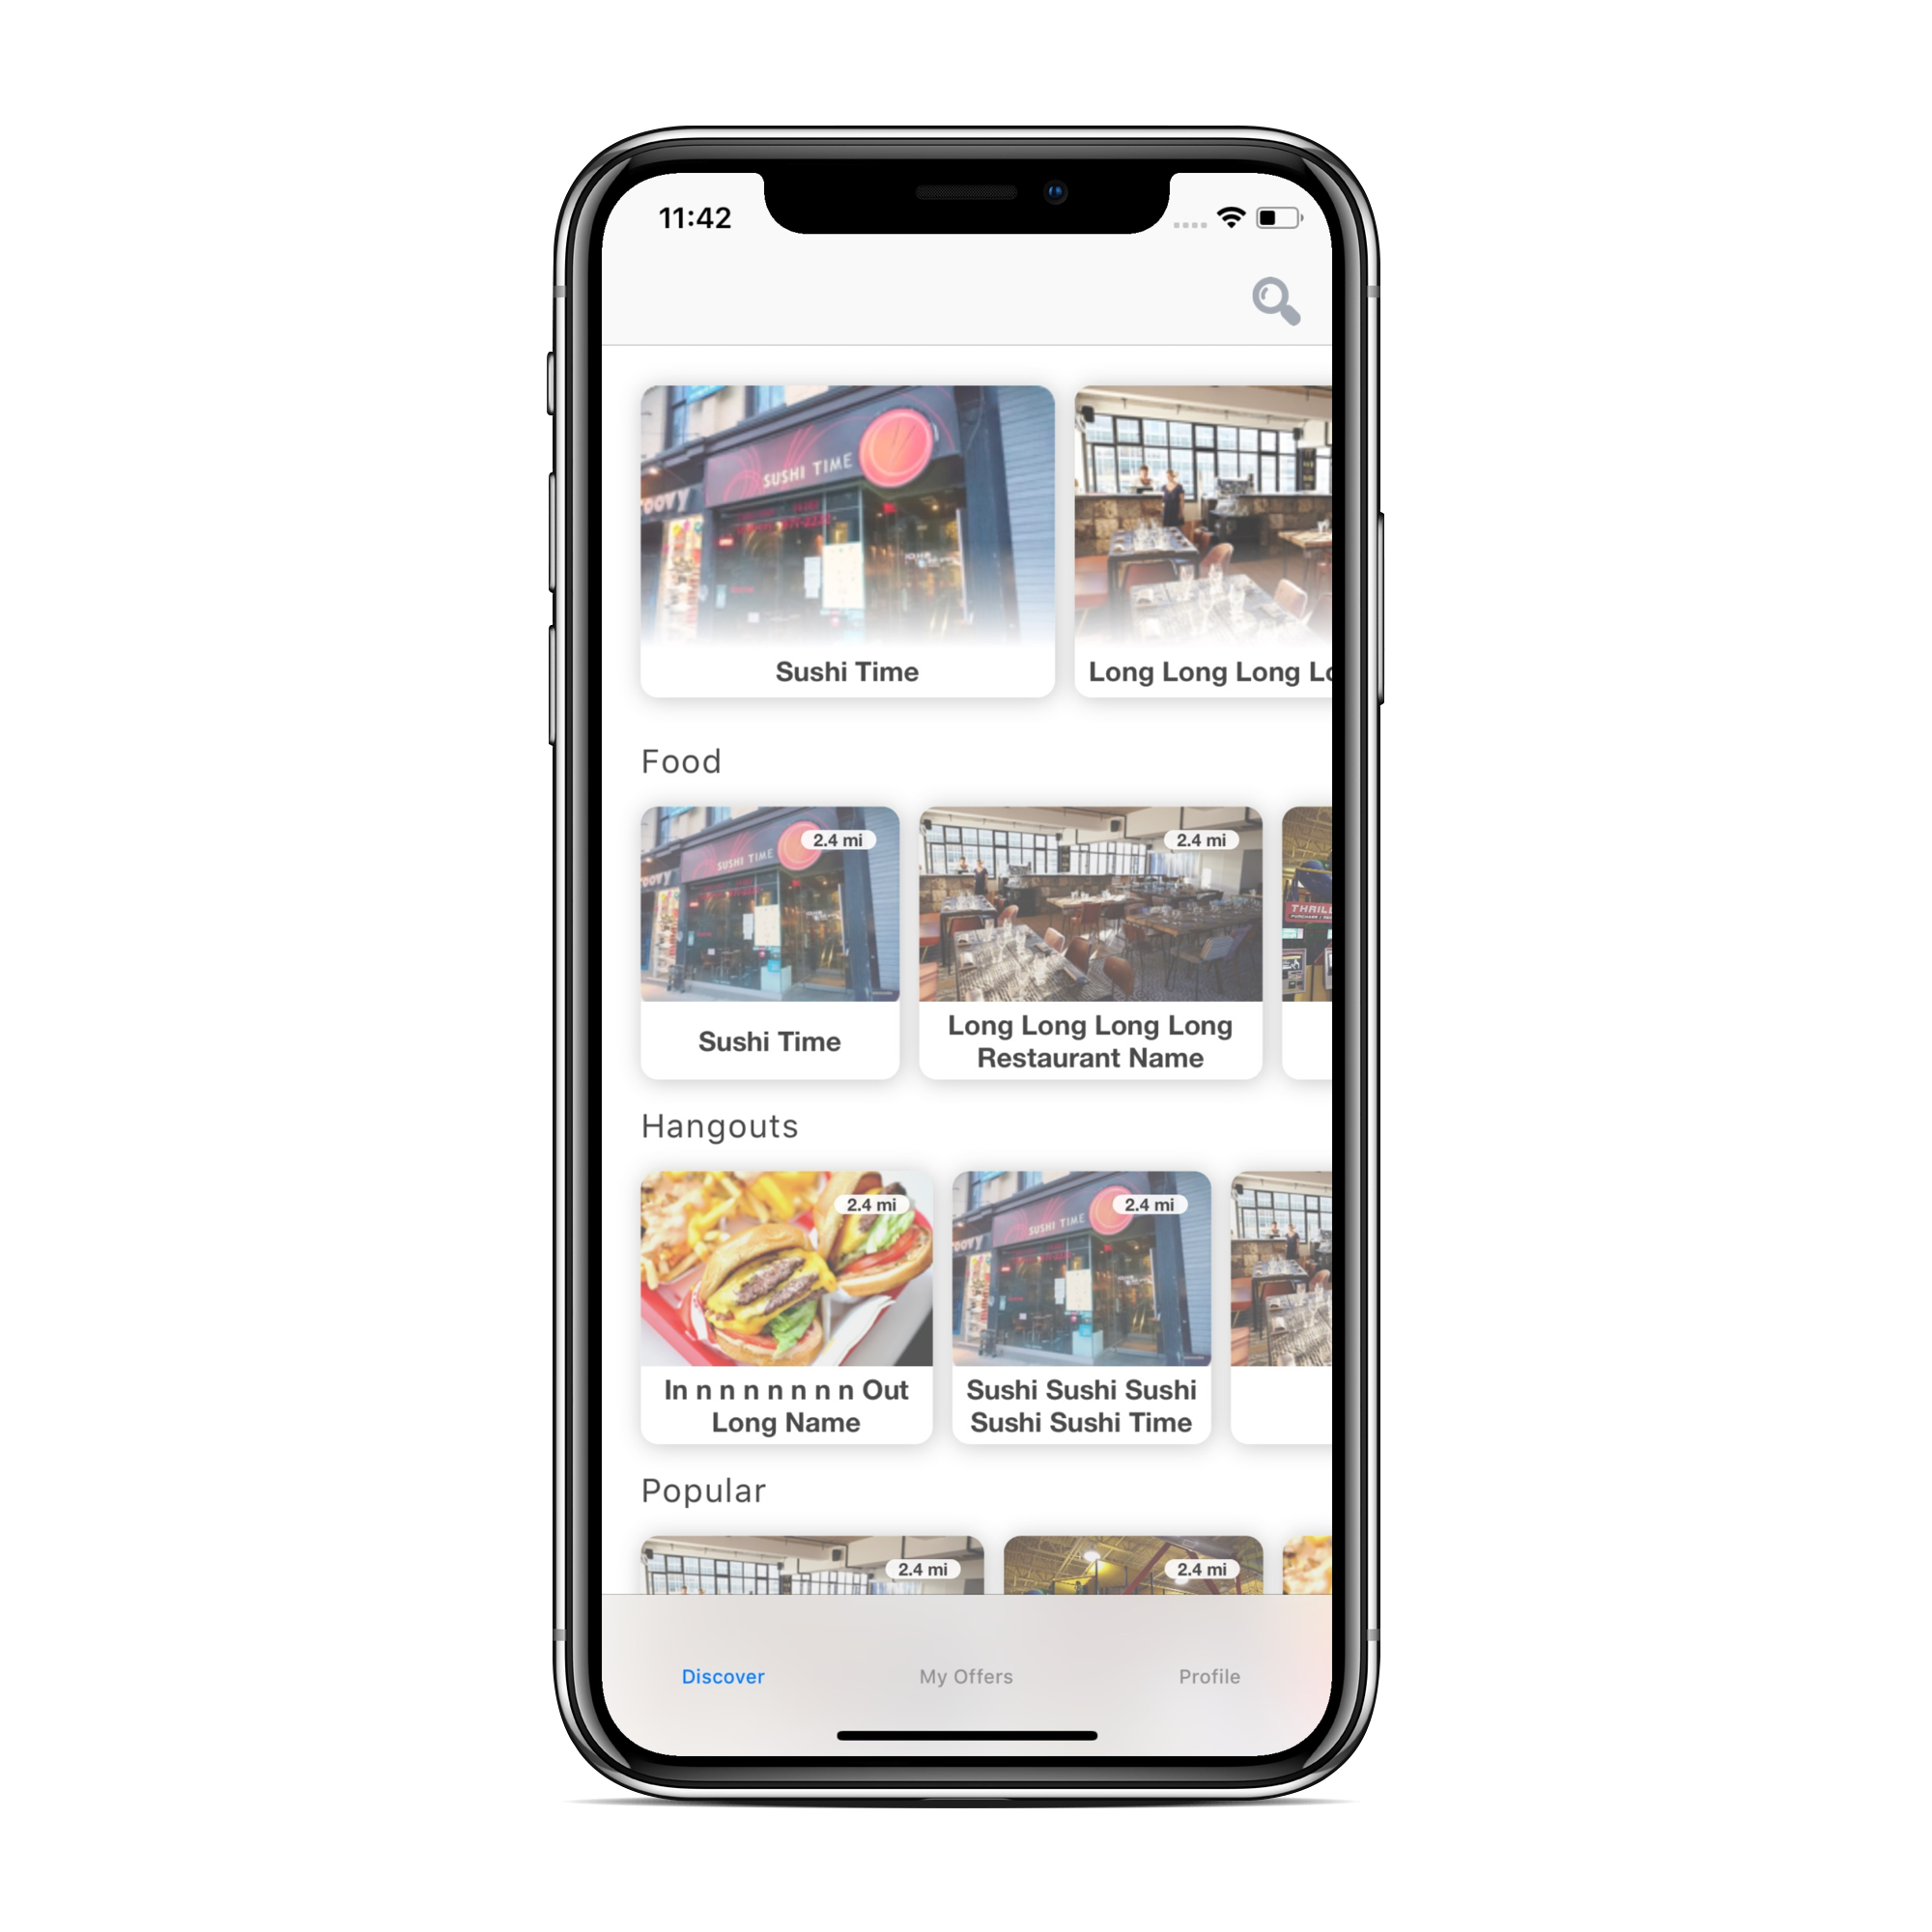 11:42
SUSHI TIME
Sushi Time
Long Long Long Lo
Food
SUSHI TIME
2.4 mi
2.4 mi
THRILL
Sushi Time
Long Long Long Long
Restaurant Name
Hangouts
2.4 mi
SUSHI TIME
2.4 mi
In n n n n n n n Out
Long Name
Sushi Sushi Sushi
Sushi Sushi Time
Popular
2.4 mi
2.4 mi
Discover
My Offers
Profile